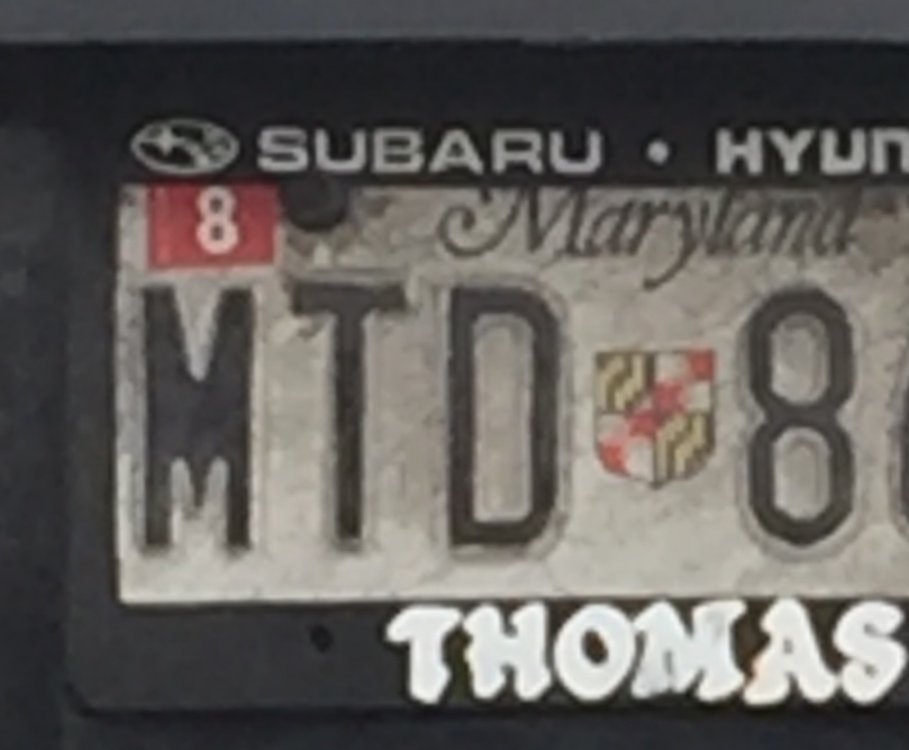 SUBARU • HYUN
8 Maryland
MTD 8
THOMAS